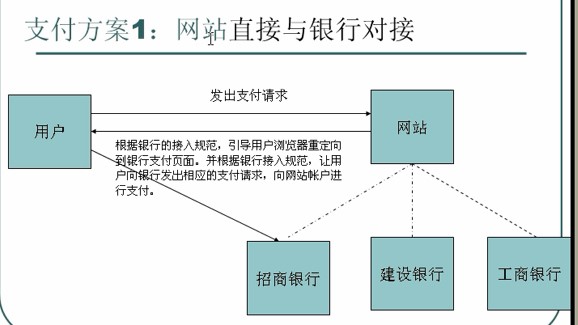 支付方案1：网站直接与银行对接
发出支付请求
用户
网站
根据银行的接入规范，引导用户浏览器重定向
到银行支付页面。并根据银行接入规范，让用
户向银行发出相应的支付请求，向网站帐户进
行支付。
招商银行
建设银行
工商银行